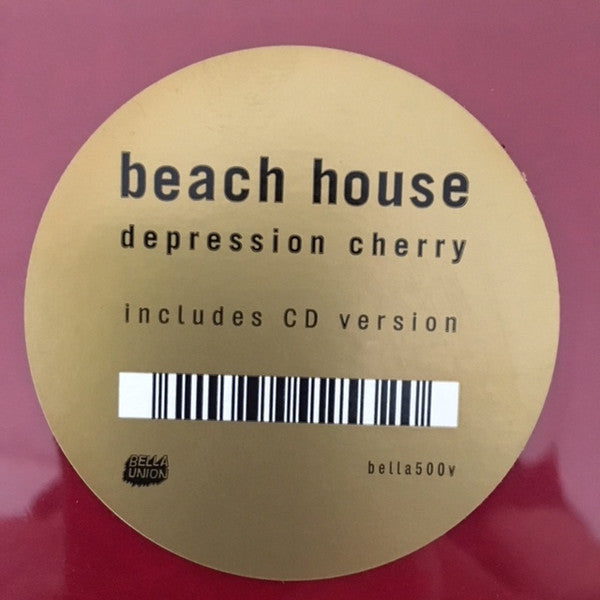 beach house
depression cherry
includes CD version
BELLA
UNION
bella500v